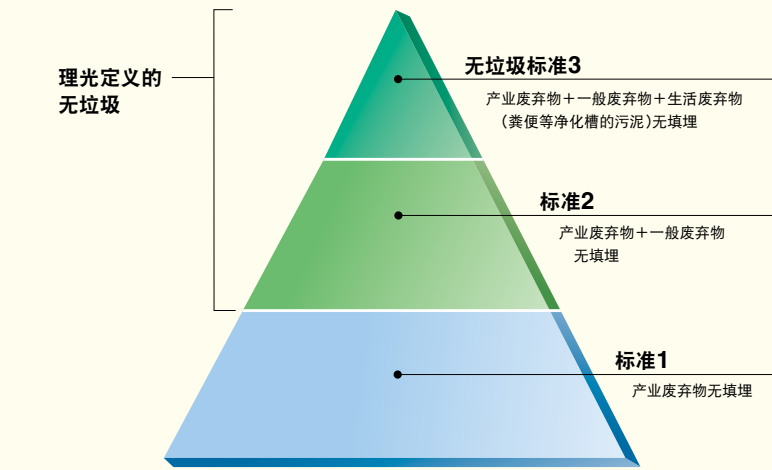 理光定义的
无垃圾
无垃圾标准3
产业废弃物＋一般废弃物＋生活废弃物
（粪便等净化槽的污泥）无填埋
标准2
产业废弃物＋一般废弃物
无填埋
标准1
产业废弃物无填埋